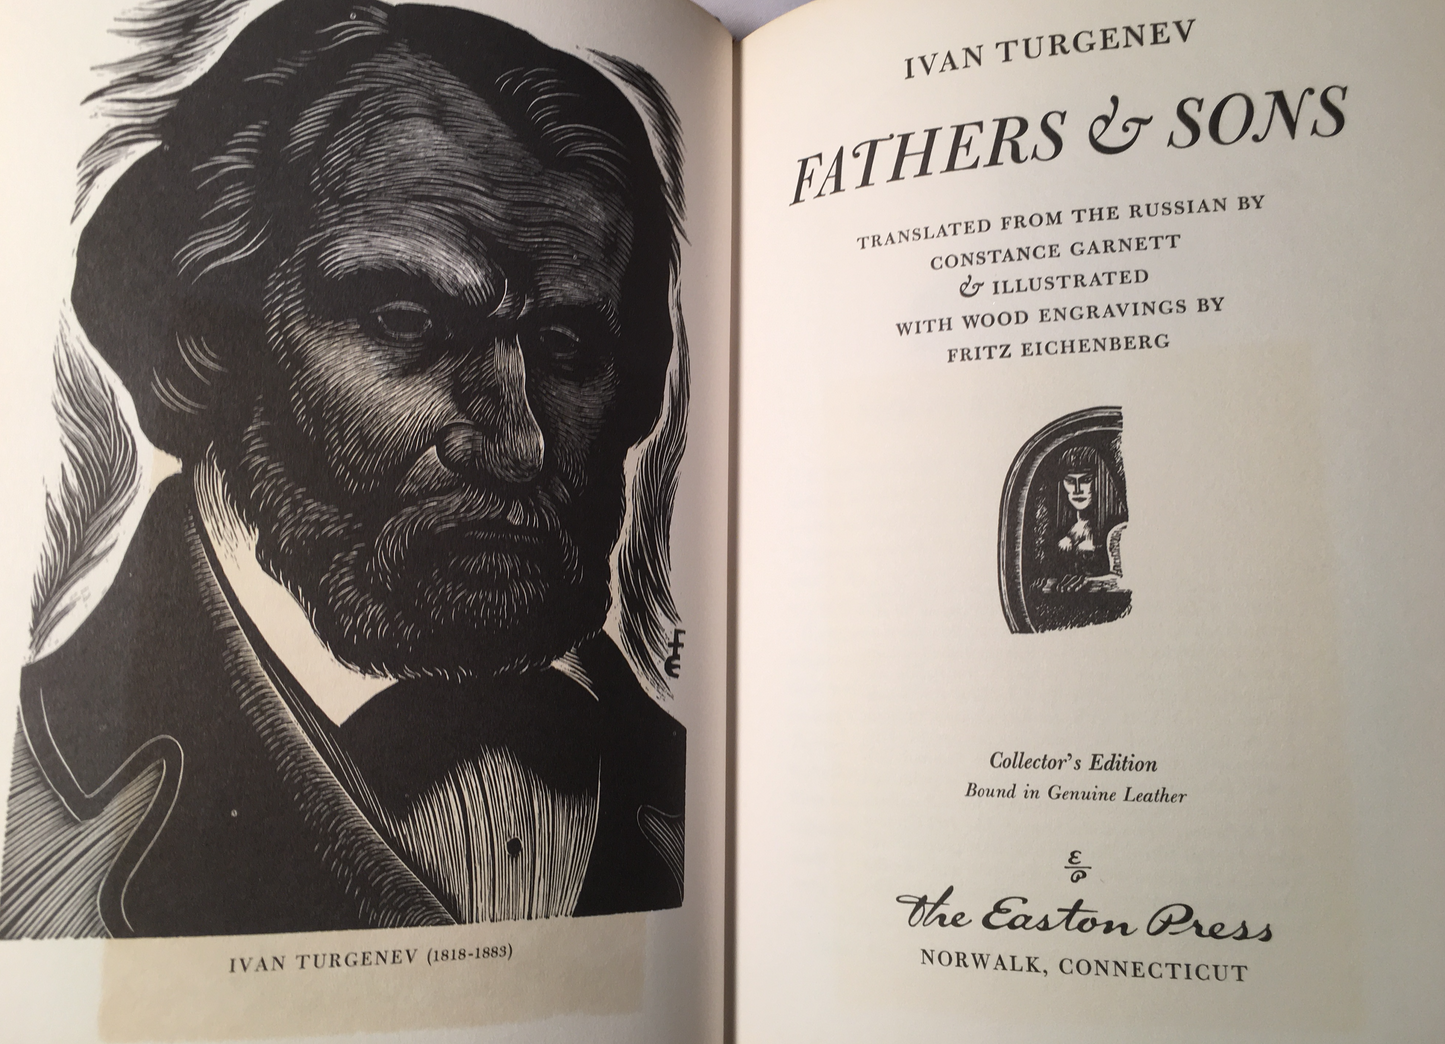 IVAN TURGENEV (1818-1883)
IVAN TURGENEV
FATHERS & SONS
TRANSLATED FROM THE RUSSIAN BY
CONSTANCE GARNETT
& ILLUSTRATED
WITH WOOD ENGRAVINGS BY
FRITZ EICHENBERG
Collector's Edition
Bound in Genuine Leather
E
P
The Easton Press
NORWALK, CONNECTICUT